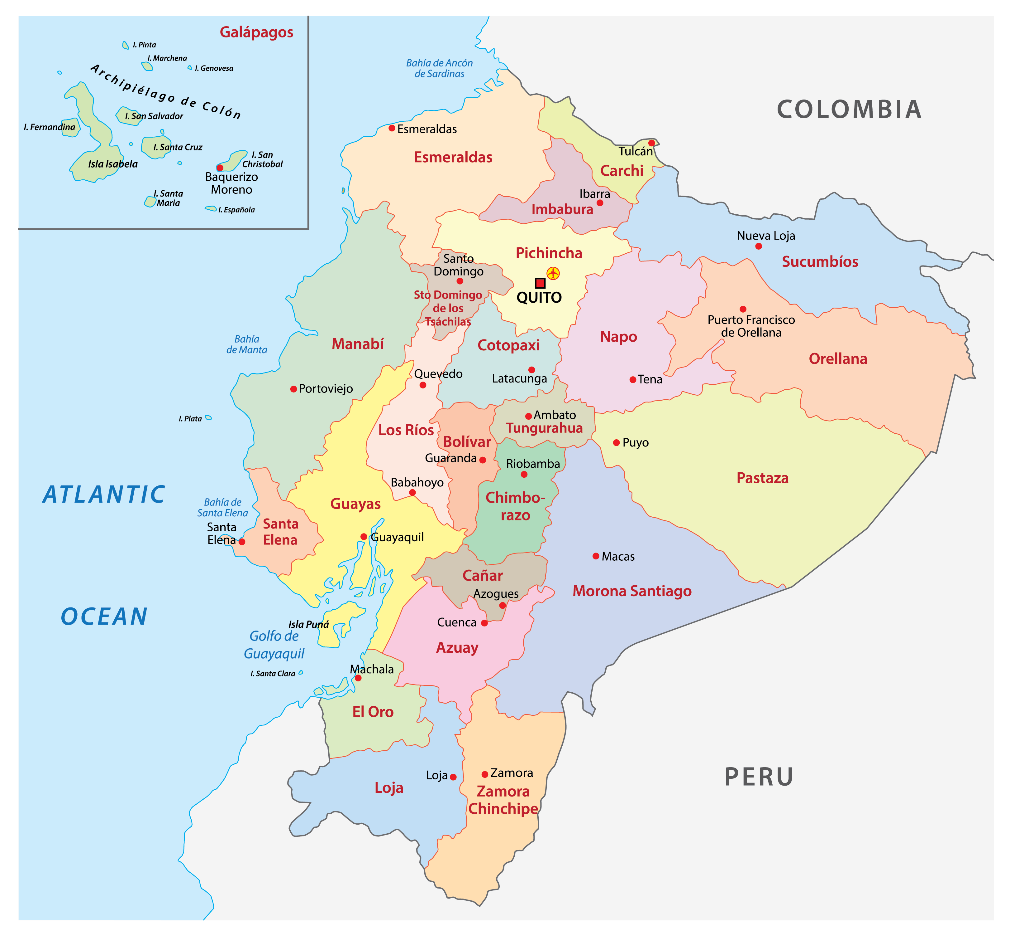 Galápagos
I. Pinta
I. Marchena
I. Genovesa
Archipiélago de Colón
I. San Salvador
I. Fernandina
I. Santa Cruz
Isla Isabela
I. San
Christobal
Baquerizo
Moreno
I. Santa
Maria
I. Española
Bahía de Ancón
de Sardinas
COLOMBIA
Esmeraldas
Esmeraldas
Tulcán
Carchi
Ibarra
Imbabura
Nueva Loja
Sucumbíos
Pichincha
QUITO
Santo
Domingo
Sto Domingo
de los
Tsáchilas
Puerto Francisco
de Orellana
Orellana
Napo
Tena
Bahía
de Manta
Manabí
Cotopaxi
Latacunga
Quevedo
Portoviejo
I. Plata
Los Ríos
Bolívar
Guaranda
Ambato
Tungurahua
Puyo
Riobamba
Chimbo-
razo
Pastaza
Babahoyo
ATLANTIC
Bahía de
Santa Elena
Santa
Elena
Santa
Elena
Guayas
Guayaquil
Macas
Morona Santiago
Cañar
Azogues
OCEAN
Isla Puná
Golfo de
Guayaquil
Cuenca
Azuay
I. Santa Clara
Machala
El Oro
Loja
Loja
Zamora
Zamora
Chinchipe
PERU